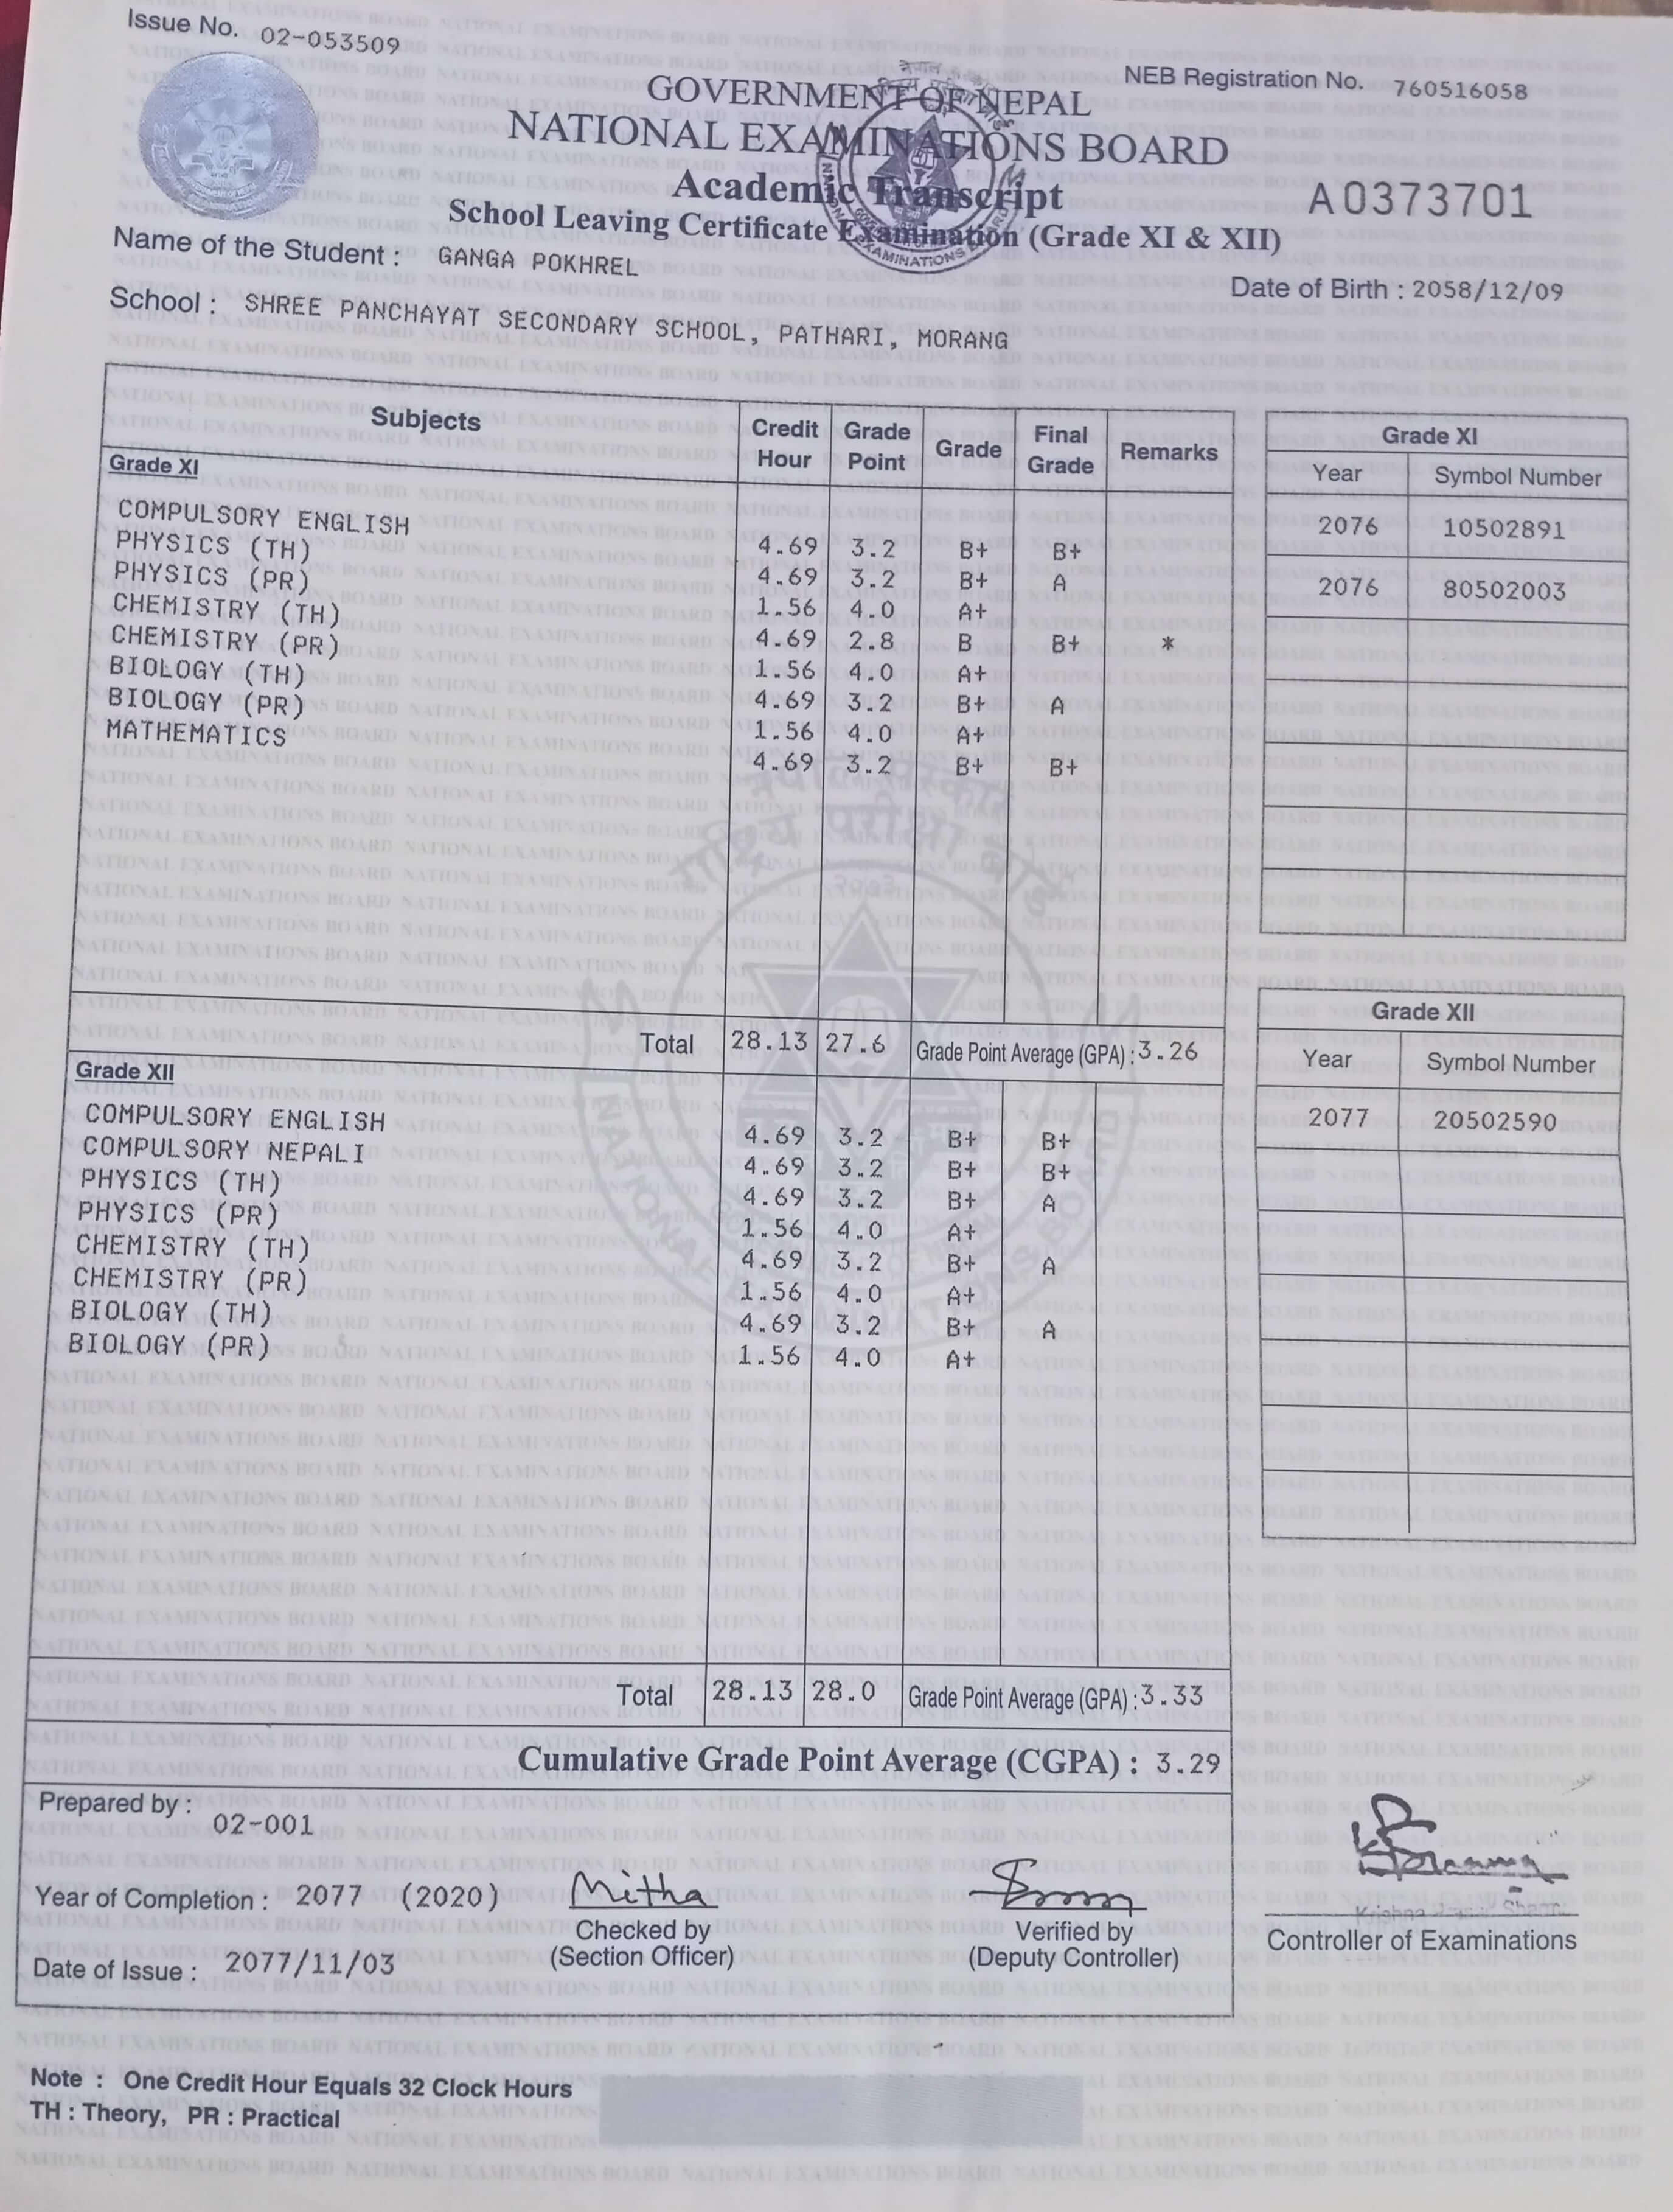 Issue No. 02-053509
NEB Registration No. 760516058
GOVERNMENT OF NEPAL
NATIONAL EXAMINATIONS BOARD
Academic Transcript
A0373701
School Leaving Certificate Examination (Grade XI & XII)
Name of the Student : GANGA POKHREL
Date of Birth : 2058/12/09
School : SHREE PANCHAYAT SECONDARY SCHOOL, PATHARI, MORANG
Subjects Credit Hour Grade Point Grade Final Grade Remarks
Grade XI
COMPULSORY ENGLISH 4.69 3.2 B+ B+
PHYSICS (TH) 4.69 3.2 B+ A
PHYSICS (PR) 1.56 4.0 A+
CHEMISTRY (TH) 4.69 2.8 B B+ *
CHEMISTRY (PR) 1.56 4.0 A+
BIOLOGY (TH) 4.69 3.2 B+ A
BIOLOGY (PR) 1.56 4.0 A+
MATHEMATICS 4.69 3.2 B+ B+
Total 28.13 27.6 Grade Point Average (GPA) : 3.26
Grade XI
Year Symbol Number
2076 10502891
2076 80502003
Grade XII
COMPULSORY ENGLISH 4.69 3.2 B+ B+
COMPULSORY NEPALI 4.69 3.2 B+ B+
PHYSICS (TH) 4.69 3.2 B+ A
PHYSICS (PR) 1.56 4.0 A+
CHEMISTRY (TH) 4.69 3.2 B+ A
CHEMISTRY (PR) 1.56 4.0 A+
BIOLOGY (TH) 4.69 3.2 B+ A
BIOLOGY (PR) 1.56 4.0 A+
Total 28.13 28.0 Grade Point Average (GPA) : 3.33
Grade XII
Year Symbol Number
2077 20502590
Cumulative Grade Point Average (CGPA) : 3.29
Prepared by :
02-001
Year of Completion : 2077 (2020)
Date of Issue : 2077/11/03
Checked by
(Section Officer)
Verified by
(Deputy Controller)
Controller of Examinations
Note : One Credit Hour Equals 32 Clock Hours
TH : Theory, PR : Practical